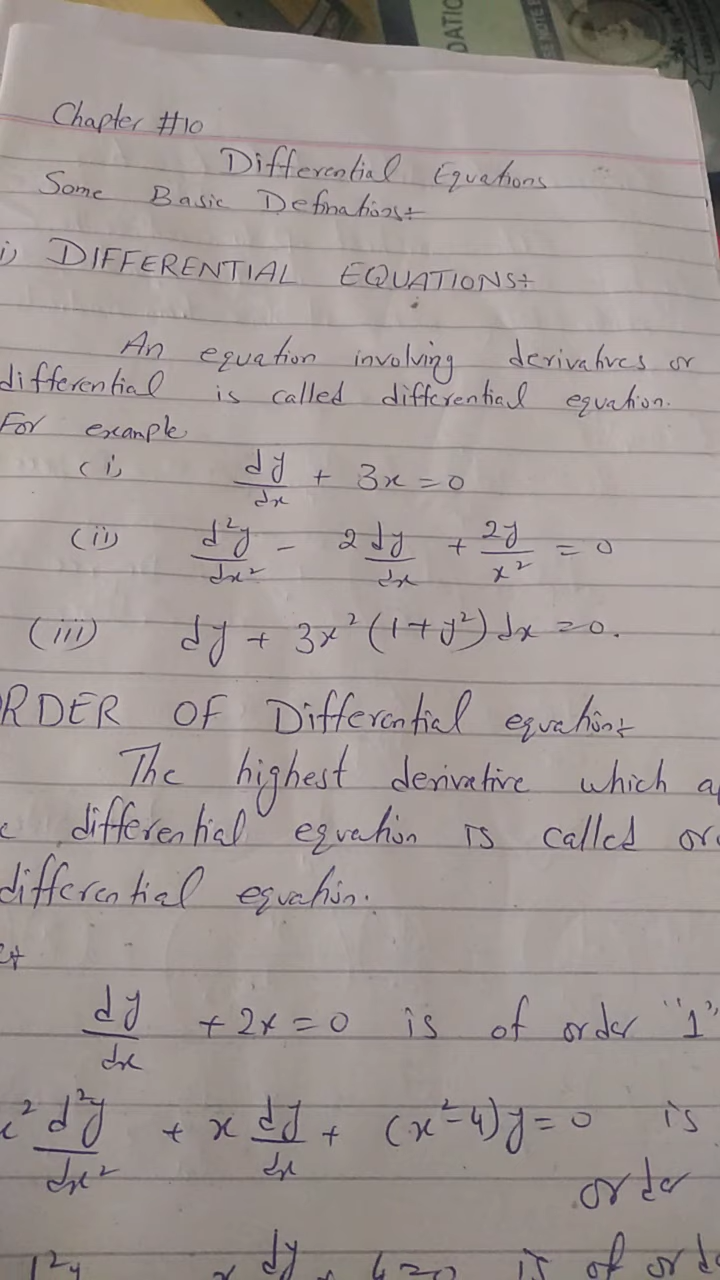 DATIO
Chapter #10
Differential Equations
Some Basic Definations:-
i) DIFFERENTIAL EQUATIONS:-
An equation involving derivatives or
differential is called differential equation.
For example
(i) dy/dx + 3x = 0
(ii) d²y/dx² - 2 dy/dx + 2y/x² = 0
(iii) dy + 3x² (1+y²) dx = 0.
RDER OF Differential equation:-
The highest derivative which a
differential equation is called or
differential equation.
dy/dx + 2x = 0 is of order "1"
x² d²y/dx² + x dy/dx + (x²-4)y = 0 is
order
is of orde